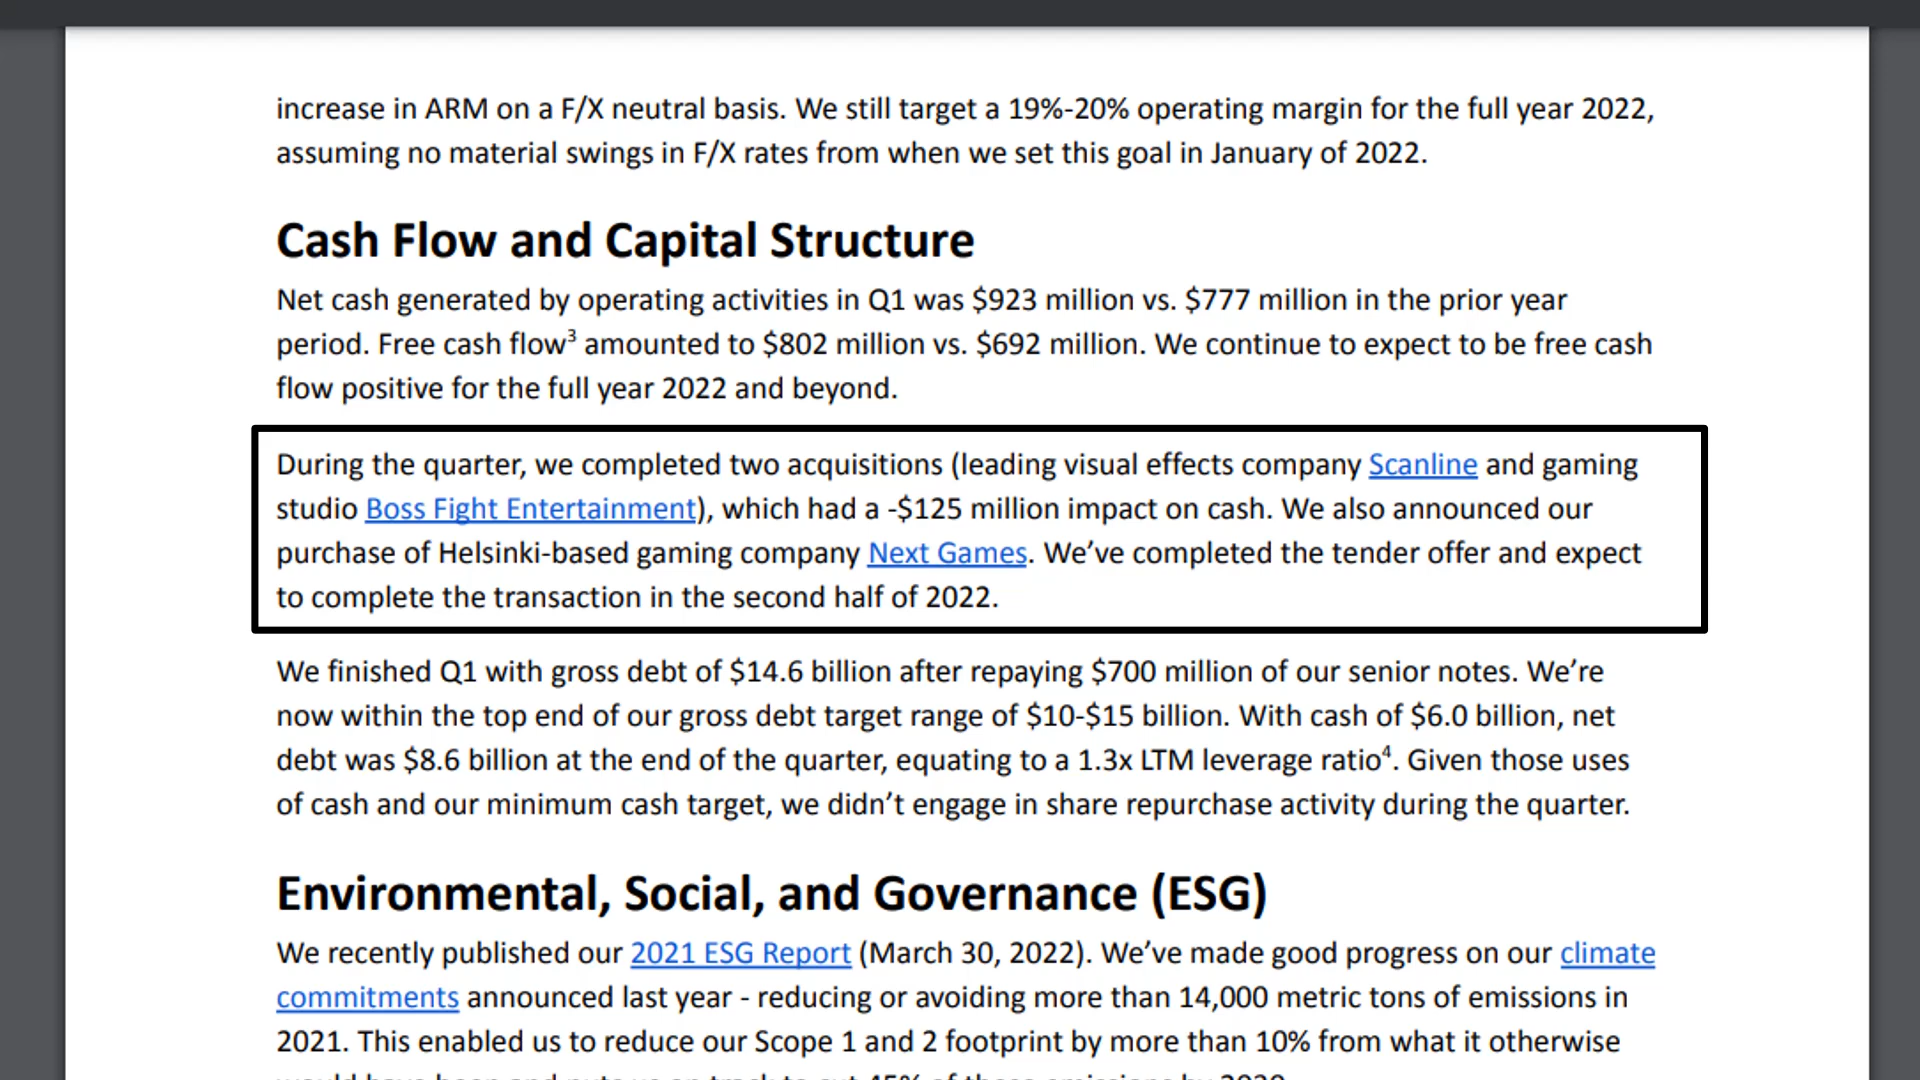 increase in ARM on a F/X neutral basis. We still target a 19%-20% operating margin for the full year 2022,
assuming no material swings in F/X rates from when we set this goal in January of 2022.
Cash Flow and Capital Structure
Net cash generated by operating activities in Q1 was $923 million vs. $777 million in the prior year
period. Free cash flow³ amounted to $802 million vs. $692 million. We continue to expect to be free cash
flow positive for the full year 2022 and beyond.
During the quarter, we completed two acquisitions (leading visual effects company Scanline and gaming
studio Boss Fight Entertainment), which had a -$125 million impact on cash. We also announced our
purchase of Helsinki-based gaming company Next Games. We’ve completed the tender offer and expect
to complete the transaction in the second half of 2022.
We finished Q1 with gross debt of $14.6 billion after repaying $700 million of our senior notes. We’re
now within the top end of our gross debt target range of $10-$15 billion. With cash of $6.0 billion, net
debt was $8.6 billion at the end of the quarter, equating to a 1.3x LTM leverage ratio⁴. Given those uses
of cash and our minimum cash target, we didn’t engage in share repurchase activity during the quarter.
Environmental, Social, and Governance (ESG)
We recently published our 2021 ESG Report (March 30, 2022). We’ve made good progress on our climate
commitments announced last year - reducing or avoiding more than 14,000 metric tons of emissions in
2021. This enabled us to reduce our Scope 1 and 2 footprint by more than 10% from what it otherwise